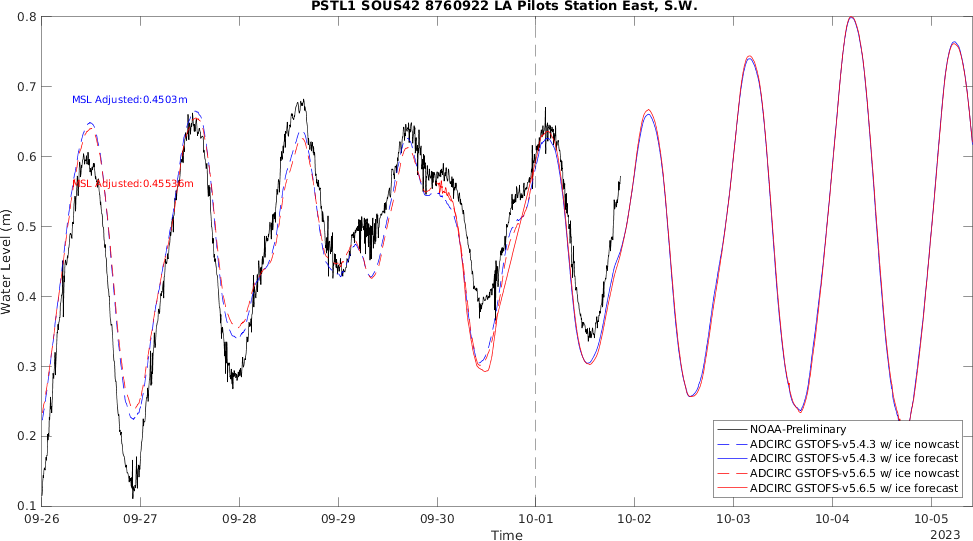 PSTL1 SOUS42 8760922 LA Pilots Station East, S.W.
0.8
0.7
0.6
0.5
0.4
0.3
0.2
0.1
Water Level (m)
MSL Adjusted:0.4503m
MSL Adjusted:0.45536m
NOAA-Preliminary
ADCIRC GSTOFS-v5.4.3 w/ ice nowcast
ADCIRC GSTOFS-v5.4.3 w/ ice forecast
ADCIRC GSTOFS-v5.6.5 w/ ice nowcast
ADCIRC GSTOFS-v5.6.5 w/ ice forecast
09-26 09-27 09-28 09-29 09-30 10-01 10-02 10-03 10-04 10-05
Time
2023